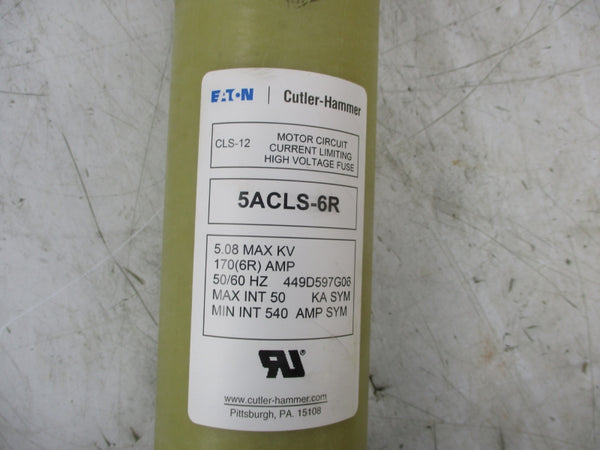 EATON | Cutler-Hammer
CLS-12
MOTOR CIRCUIT
CURRENT LIMITING
HIGH VOLTAGE FUSE
5ACLS-6R
5.08 MAX KV
170(6R) AMP
50/60 HZ 449D597G06
MAX INT 50 KA SYM
MIN INT 540 AMP SYM
RU®
www.cutler-hammer.com
Pittsburgh, PA. 15108